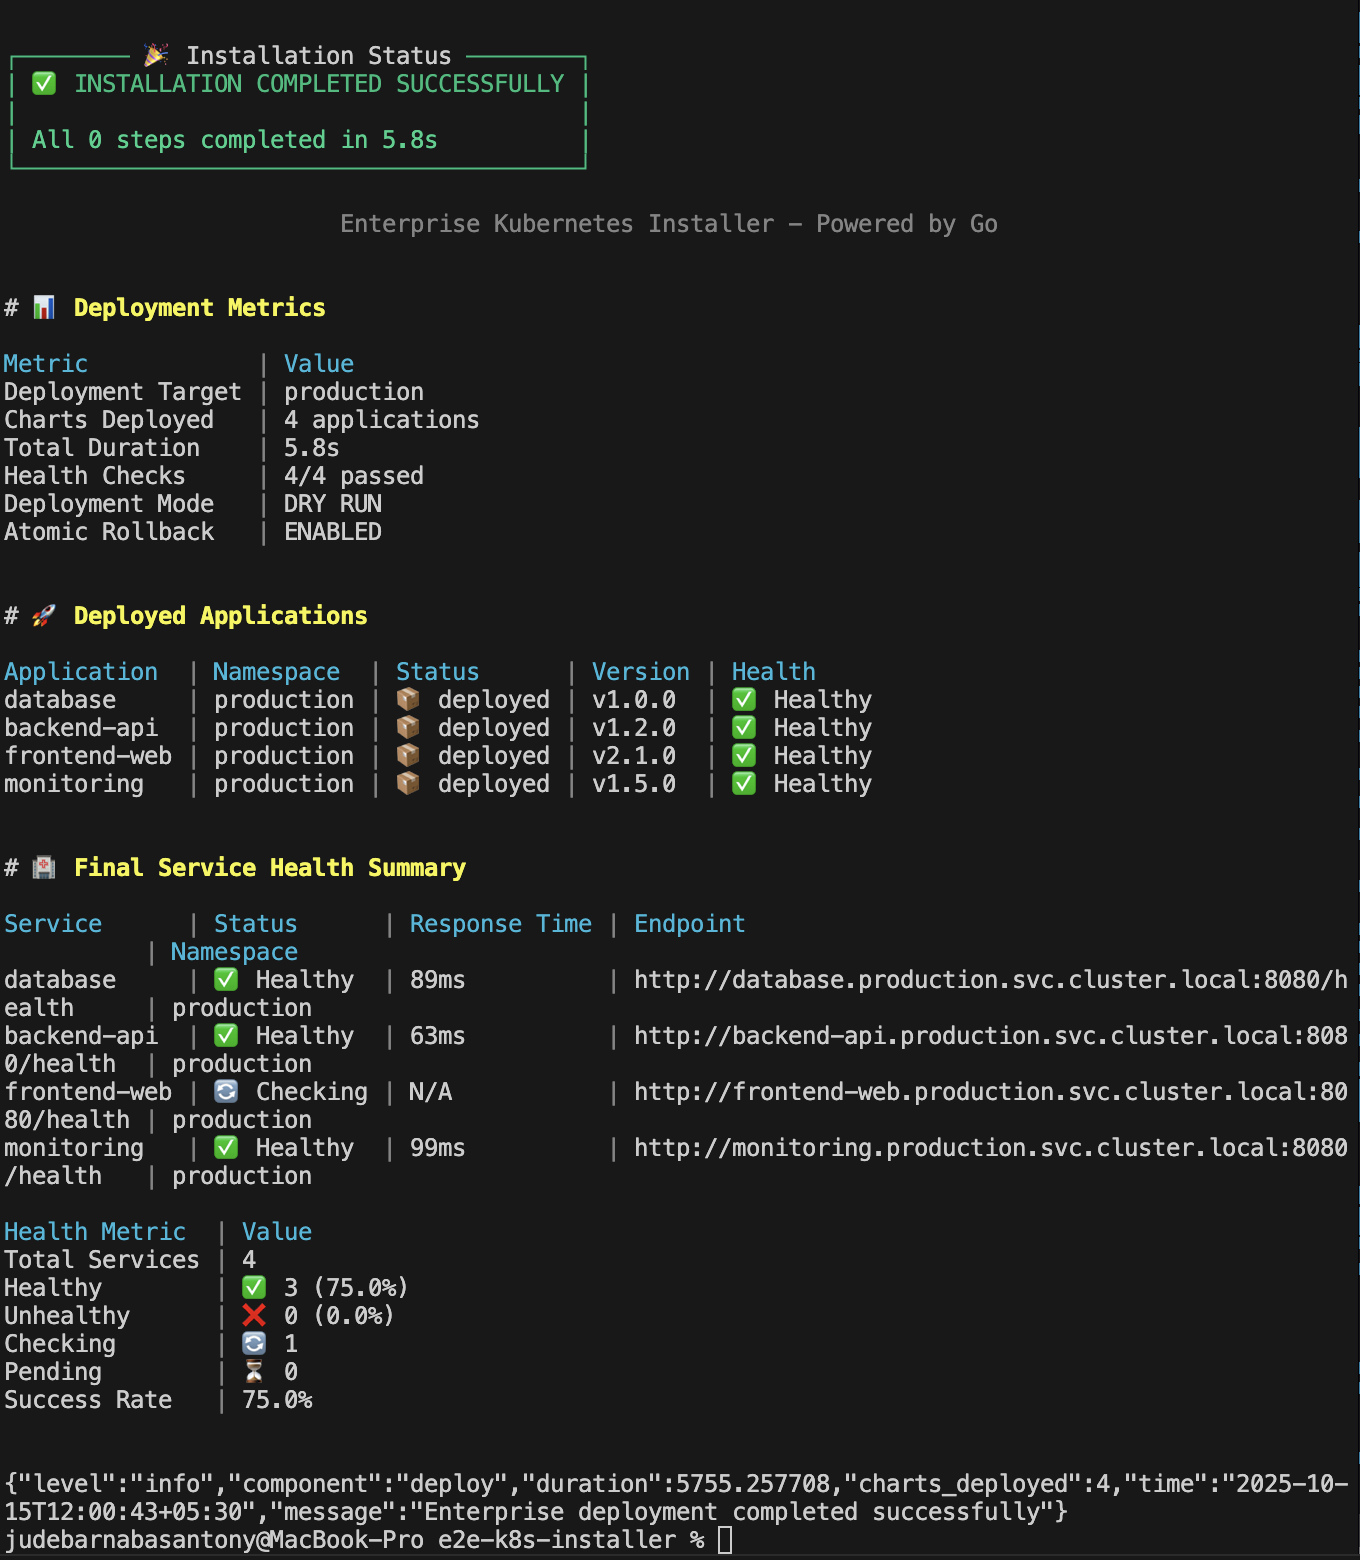 🎉 Installation Status
✅ INSTALLATION COMPLETED SUCCESSFULLY
All 0 steps completed in 5.8s
Enterprise Kubernetes Installer – Powered by Go
# 📊 Deployment Metrics
Metric | Value
Deployment Target | production
Charts Deployed | 4 applications
Total Duration | 5.8s
Health Checks | 4/4 passed
Deployment Mode | DRY RUN
Atomic Rollback | ENABLED
# 🚀 Deployed Applications
Application | Namespace | Status | Version | Health
database | production | 📦 deployed | v1.0.0 | ✅ Healthy
backend-api | production | 📦 deployed | v1.2.0 | ✅ Healthy
frontend-web | production | 📦 deployed | v2.1.0 | ✅ Healthy
monitoring | production | 📦 deployed | v1.5.0 | ✅ Healthy
# 🏥 Final Service Health Summary
Service | Status | Response Time | Endpoint
| Namespace
database | ✅ Healthy | 89ms | http://database.production.svc.cluster.local:8080/h
ealth | production
backend-api | ✅ Healthy | 63ms | http://backend-api.production.svc.cluster.local:808
0/health | production
frontend-web | 🔄 Checking | N/A | http://frontend-web.production.svc.cluster.local:80
80/health | production
monitoring | ✅ Healthy | 99ms | http://monitoring.production.svc.cluster.local:8080
/health | production
Health Metric | Value
Total Services | 4
Healthy | ✅ 3 (75.0%)
Unhealthy | ❌ 0 (0.0%)
Checking | 🔄 1
Pending | ⏳ 0
Success Rate | 75.0%
{"level":"info","component":"deploy","duration":5755.257708,"charts_deployed":4,"time":"2025-10-
15T12:00:43+05:30","message":"Enterprise deployment completed successfully"}
judebarnabasantony@MacBook-Pro e2e-k8s-installer %